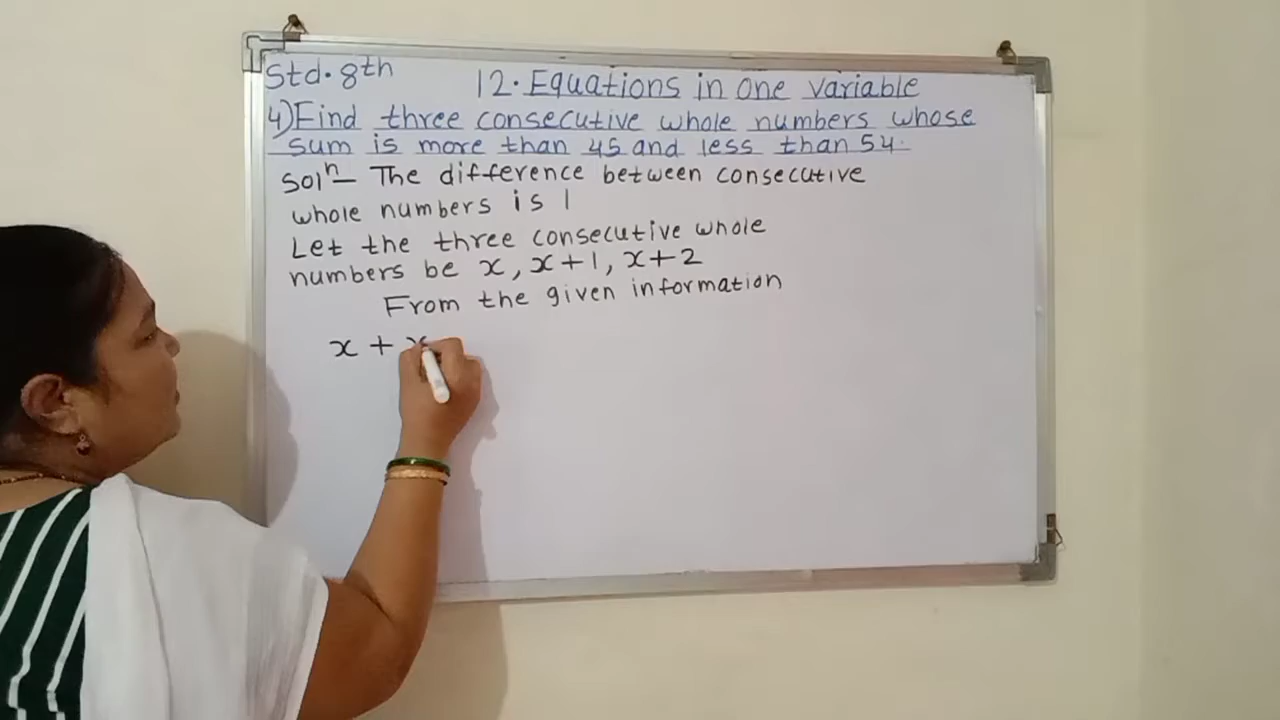 Std. 8th
12. Equations in one variable
4) Find three consecutive whole numbers whose
sum is more than 45 and less than 54.
Solⁿ- The difference between consecutive
whole numbers is 1
Let the three consecutive whole
numbers be x, x+1, x+2
From the given information
x + x